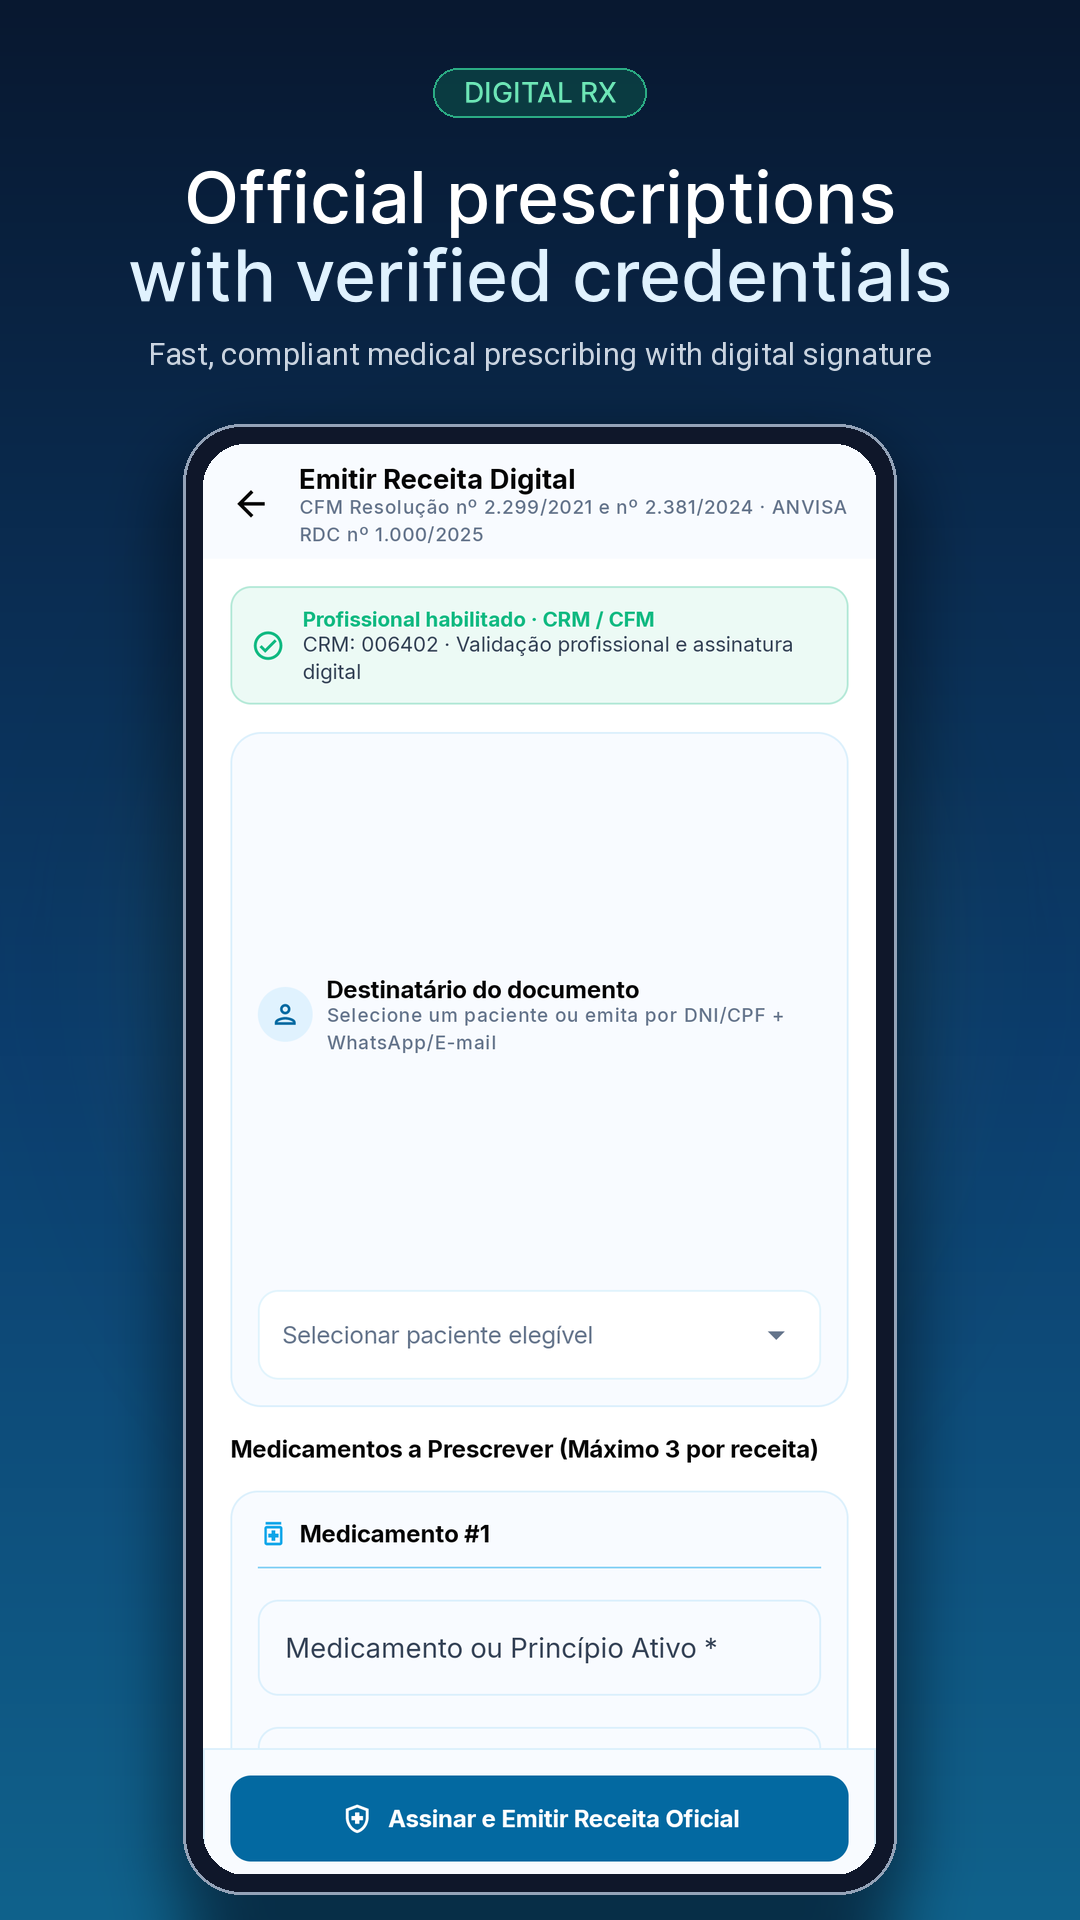 DIGITAL RX
Official prescriptions
with verified credentials
Fast, compliant medical prescribing with digital signature
Emitir Receita Digital
CFM Resolução nº 2.299/2021 e nº 2.381/2024 · ANVISA
RDC nº 1.000/2025
Profissional habilitado · CRM / CFM
CRM: 006402 · Validação profissional e assinatura
digital
Destinatário do documento
Selecione um paciente ou emita por DNI/CPF +
WhatsApp/E-mail
Selecionar paciente elegível
Medicamentos a Prescrever (Máximo 3 por receita)
Medicamento #1
Medicamento ou Princípio Ativo *
Assinar e Emitir Receita Oficial